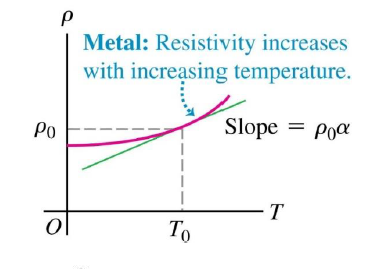 ρ
Metal: Resistivity increases
with increasing temperature.
ρ₀
Slope = ρ₀α
T
O
T₀